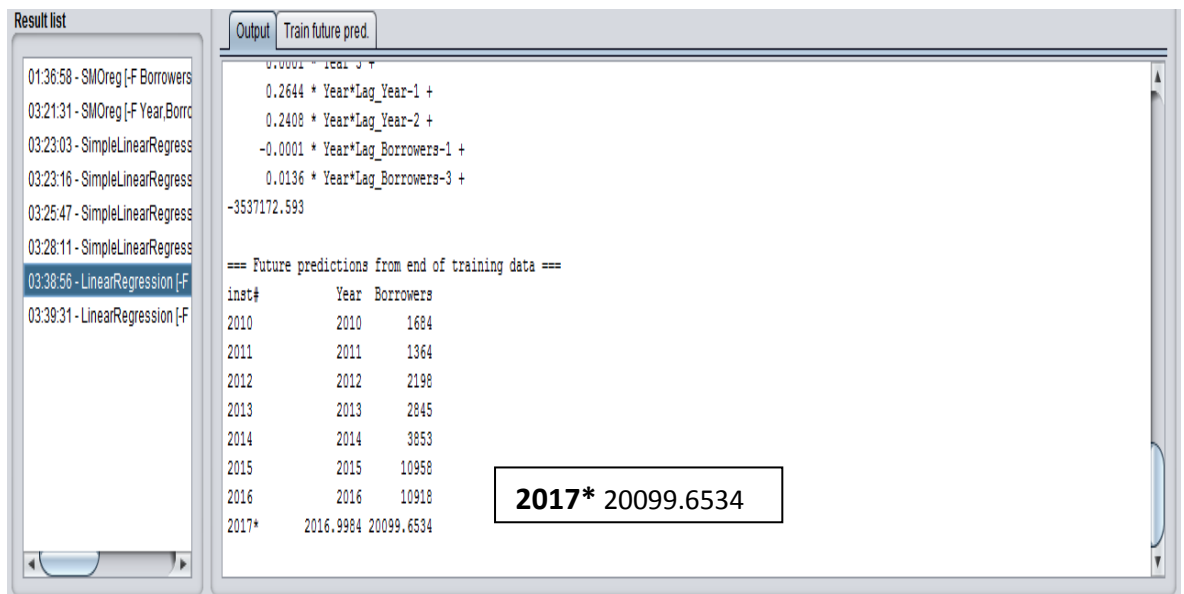 Result list
01:36:58 - SMOreg [-F Borrowers
03:21:31 - SMOreg [-F Year,Borro
03:23:03 - SimpleLinearRegress
03:23:16 - SimpleLinearRegress
03:25:47 - SimpleLinearRegress
03:28:11 - SimpleLinearRegress
03:38:56 - LinearRegression [-F
03:39:31 - LinearRegression [-F
Output Train future pred.
0.2644 * Year*Lag_Year-1 +
0.2408 * Year*Lag_Year-2 +
-0.0001 * Year*Lag_Borrowers-1 +
0.0136 * Year*Lag_Borrowers-3 +
-3537172.593
=== Future predictions from end of training data ===
inst# Year Borrowers
2010 2010 1684
2011 2011 1364
2012 2012 2198
2013 2013 2845
2014 2014 3853
2015 2015 10958
2016 2016 10918
2017* 2016.9984 20099.6534
2017* 20099.6534